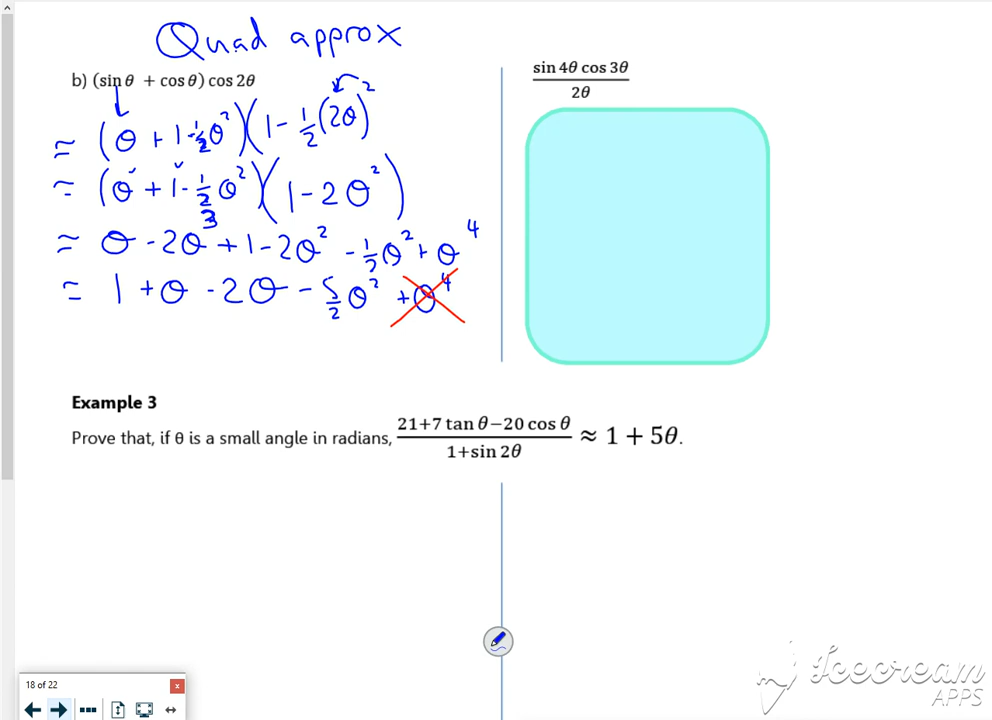 Quad approx
b) (sin θ + cos θ) cos 2θ
≈ (θ + 1 - ½θ²)(1 - ½(2θ)²
≈ (θ + 1 - ½θ²)(1 - 2θ²)
≈ θ - 2θ³ + 1 - 2θ² - ½θ² + θ⁴
≈ 1 + θ - 2θ - 5/2 θ² + θ⁴
sin 4θ cos 3θ
2θ
Example 3
Prove that, if θ is a small angle in radians, (21+7 tan θ−20 cos θ)/(1+sin 2θ) ≈ 1 + 5θ.
18 of 22
x
Icecream
APPS